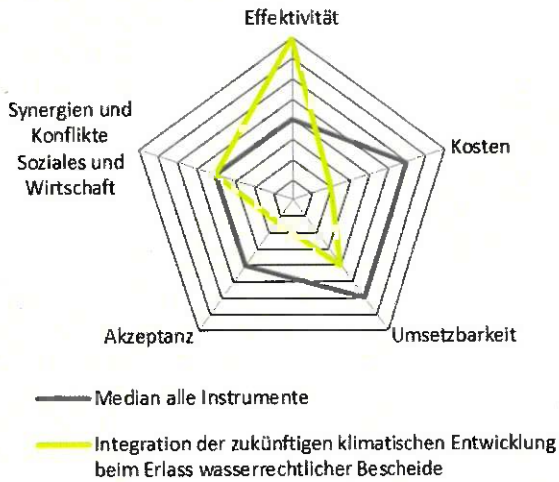 Effektivität
Synergien und
Konflikte
Soziales und
Wirtschaft
Kosten
Akzeptanz
Umsetzbarkeit
Median alle Instrumente
Integration der zukünftigen klimatischen Entwicklung
beim Erlass wasserrechtlicher Bescheide